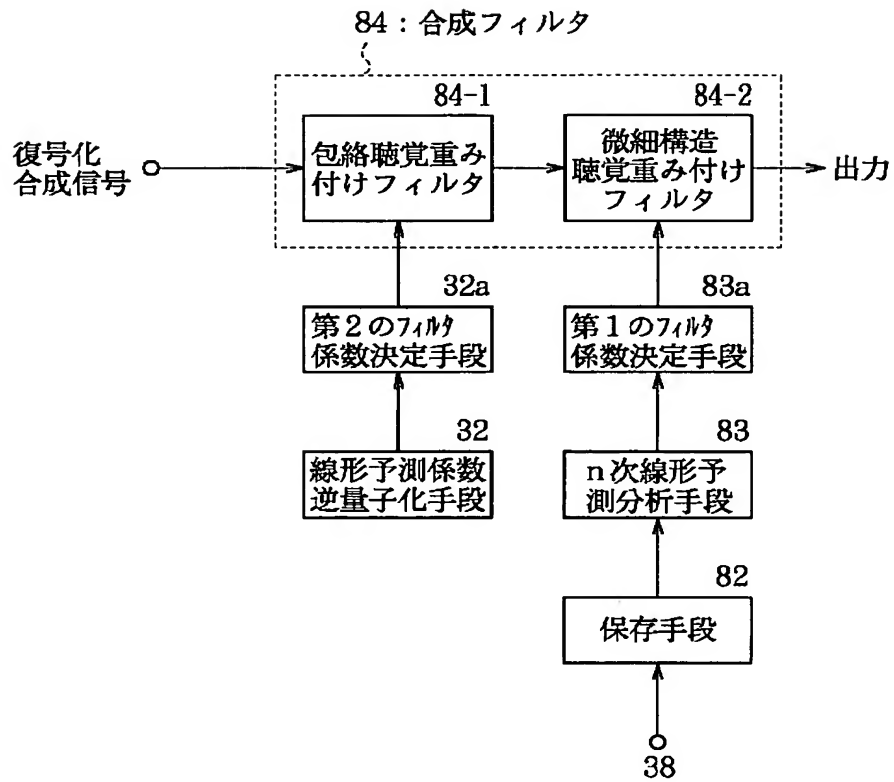 84：合成フィルタ
84-1
84-2
復号化
合成信号
包絡聴覚重み
付けフィルタ
微細構造
聴覚重み付け
フィルタ
出力
32a
83a
第2のフィルタ
係数決定手段
第1のフィルタ
係数決定手段
32
83
線形予測係数
逆量子化手段
n次線形予
測分析手段
82
保存手段
38